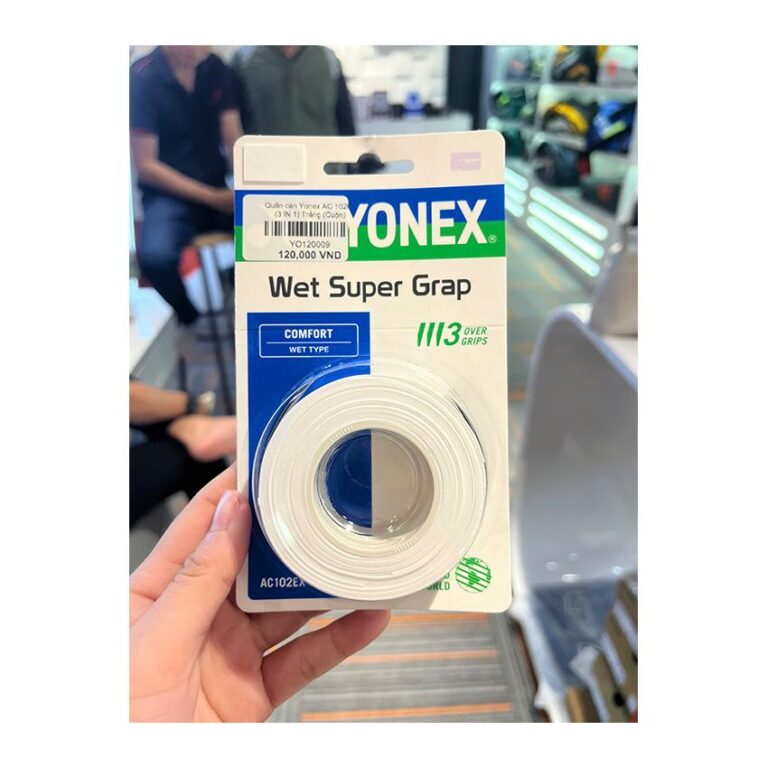 Quấn cán Yonex AC 102
(3 IN 1) Trắng (Cuộn)
YO120009
120,000 VND
YONEX®
Wet Super Grap
COMFORT
WET TYPE
3 OVER
GRIPS
AC102EX